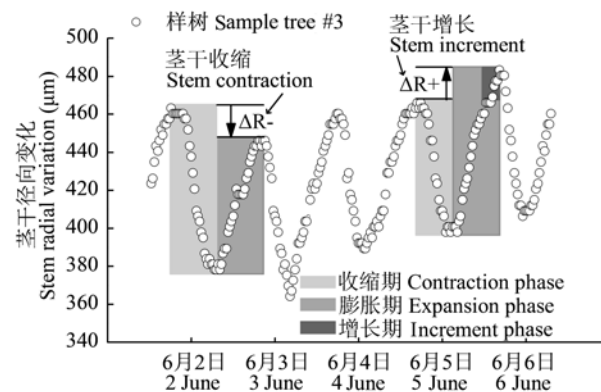 样树 Sample tree #3
茎干收缩
Stem contraction
ΔR-
茎干增长
Stem increment
ΔR+
茎干径向变化
Stem radial variation (μm)
500
480
460
440
420
400
380
360
340
收缩期 Contraction phase
膨胀期 Expansion phase
增长期 Increment phase
6月2日 6月3日 6月4日 6月5日 6月6日
2 June 3 June 4 June 5 June 6 June